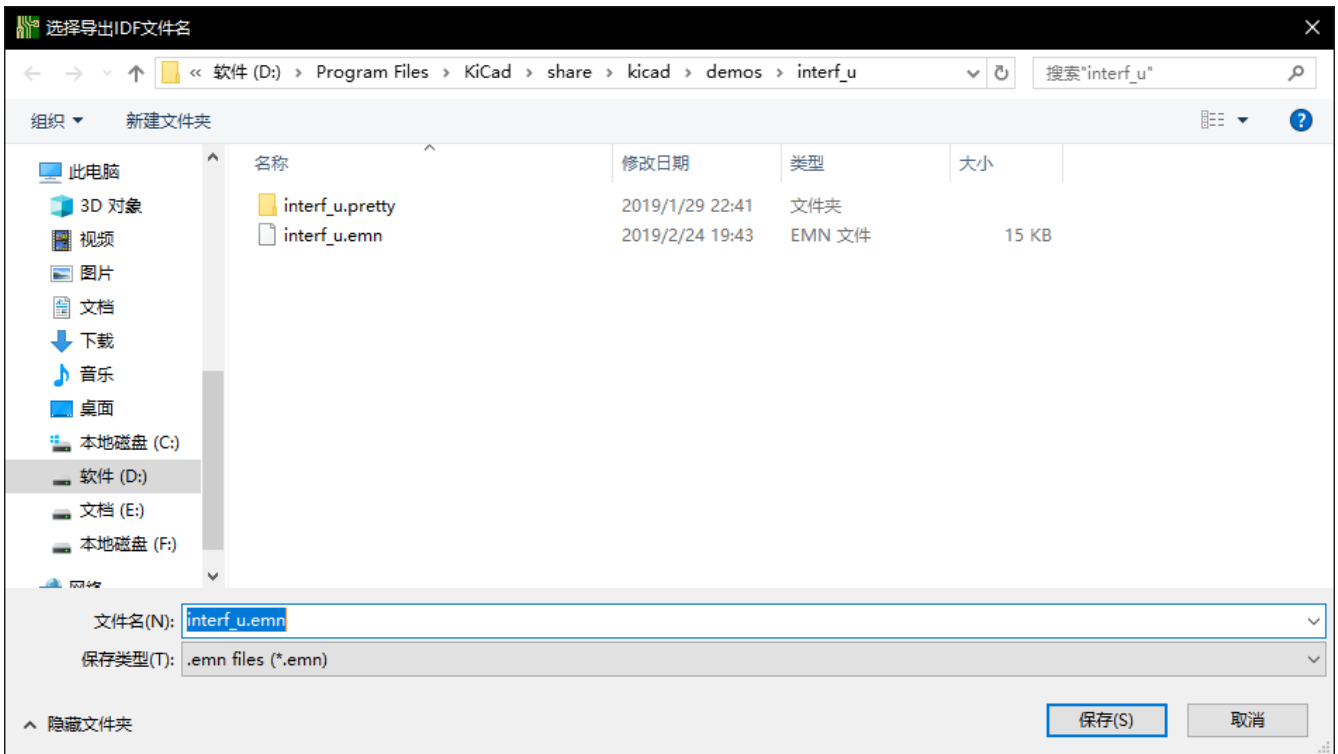 选择导出IDF文件名
« 软件 (D:) › Program Files › KiCad › share › kicad › demos › interf_u
搜索"interf_u"
组织 新建文件夹
名称 修改日期 类型 大小
interf_u.pretty 2019/1/29 22:41 文件夹
interf_u.emn 2019/2/24 19:43 EMN 文件 15 KB
此电脑
3D 对象
视频
图片
文档
下载
音乐
桌面
本地磁盘 (C:)
软件 (D:)
文档 (E:)
本地磁盘 (F:)
网络
文件名(N): interf_u.emn
保存类型(T): .emn files (*.emn)
隐藏文件夹
保存(S) 取消